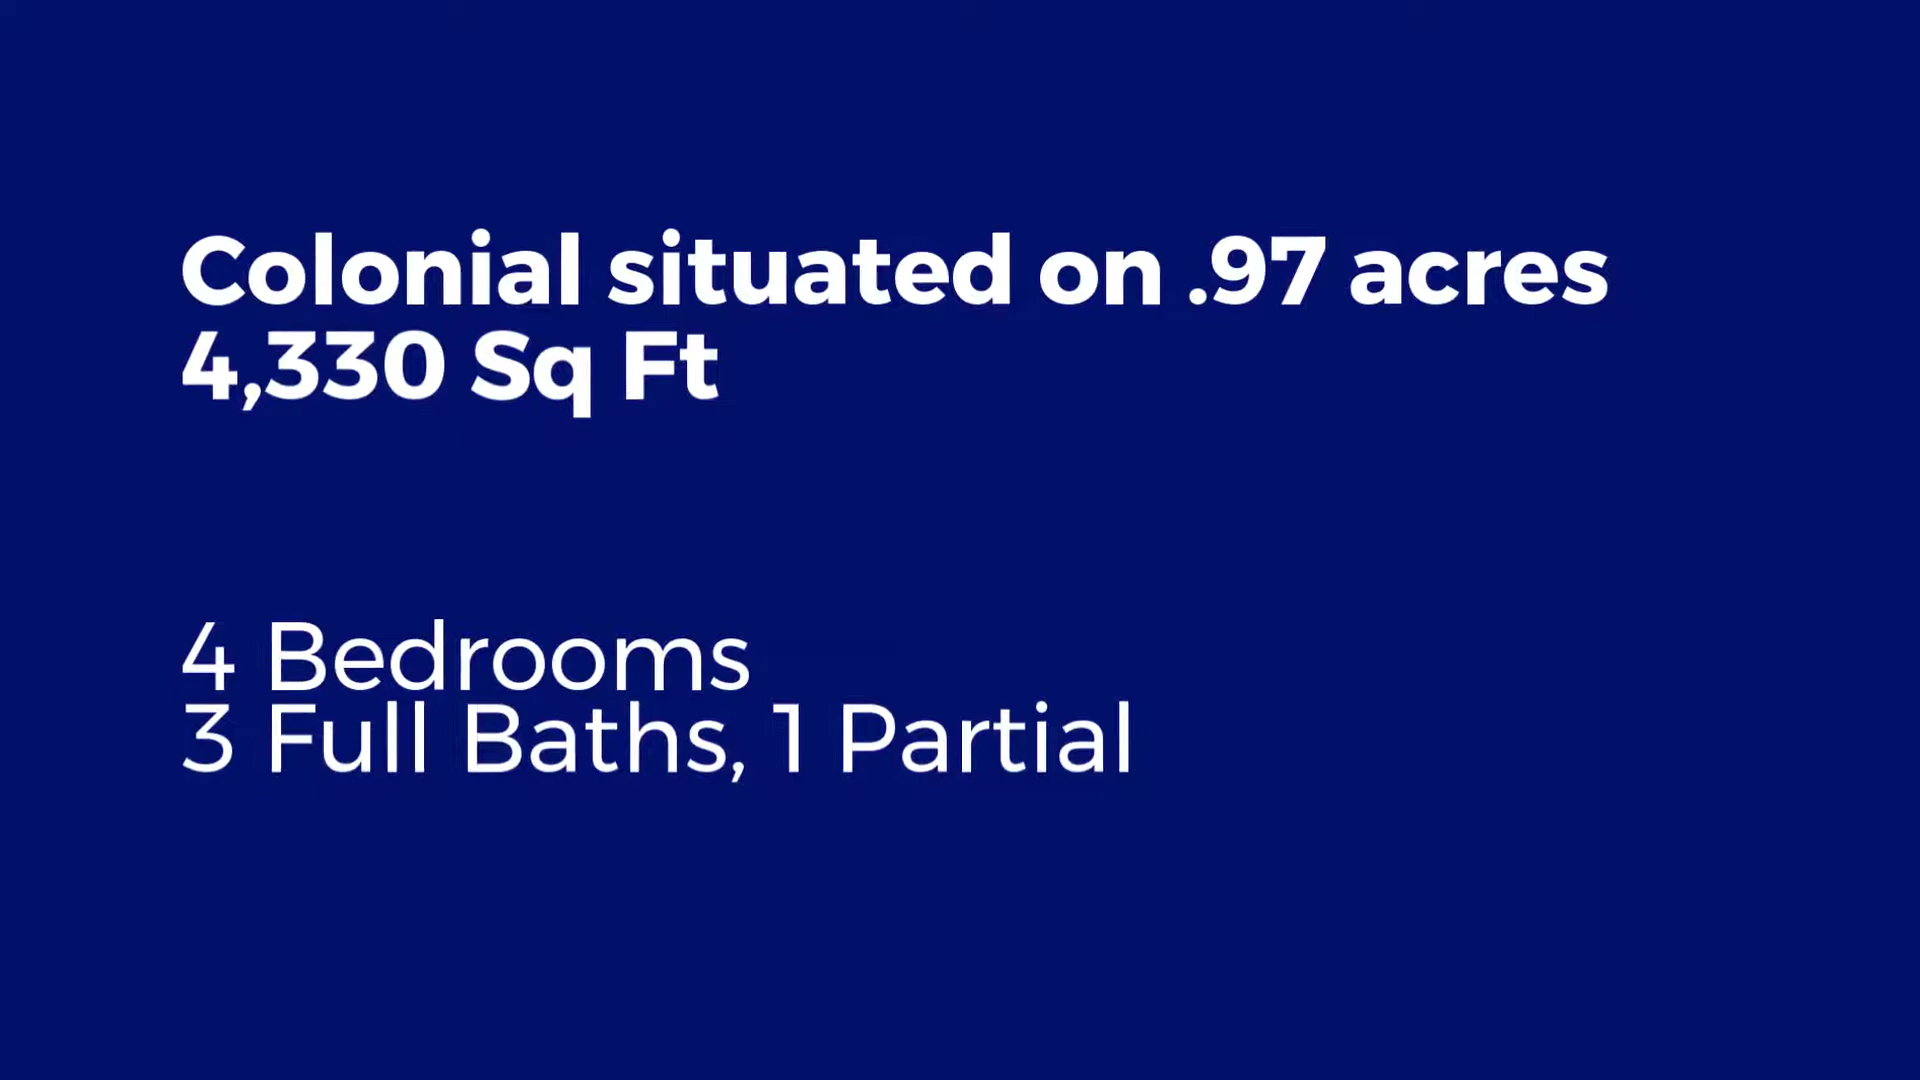 Colonial situated on .97 acres
4,330 Sq Ft
4 Bedrooms
3 Full Baths, 1 Partial